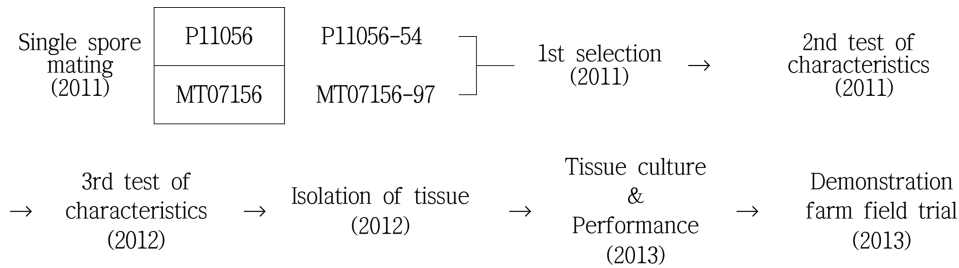 Single spore
mating
(2011)
P11056
MT07156
P11056-54
MT07156-97
1st selection
(2011)
→
2nd test of
characteristics
(2011)
→
3rd test of
characteristics
(2012)
→
Isolation of tissue
(2012)
→
Tissue culture
&
Performance
(2013)
→
Demonstration
farm field trial
(2013)